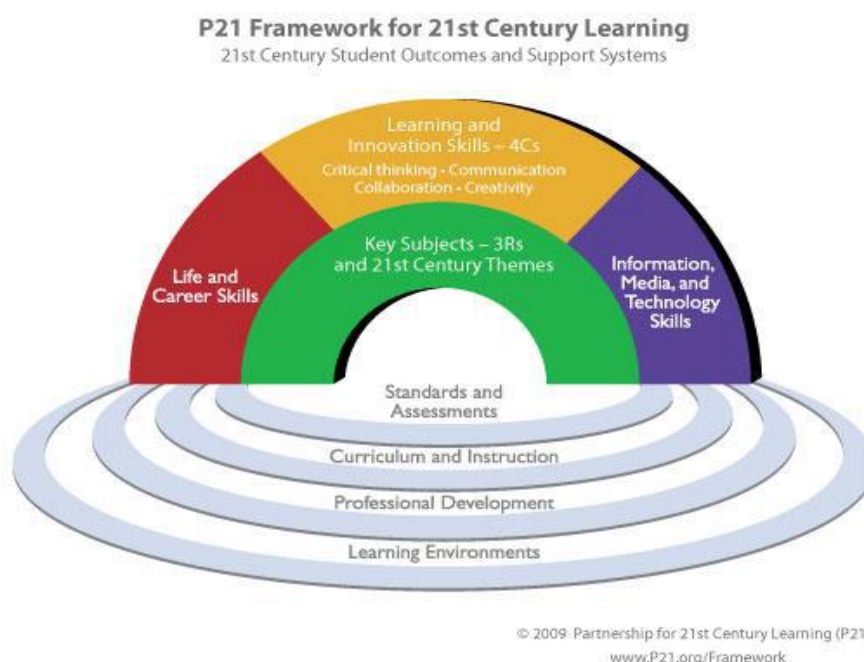 P21 Framework for 21st Century Learning
21st Century Student Outcomes and Support Systems
Learning and
Innovation Skills – 4Cs
Critical thinking • Communication
Collaboration • Creativity
Key Subjects – 3Rs
and 21st Century Themes
Life and
Career Skills
Information,
Media, and
Technology
Skills
Standards and
Assessments
Curriculum and Instruction
Professional Development
Learning Environments
© 2009 Partnership for 21st Century Learning (P21
www.P21.org/Framework